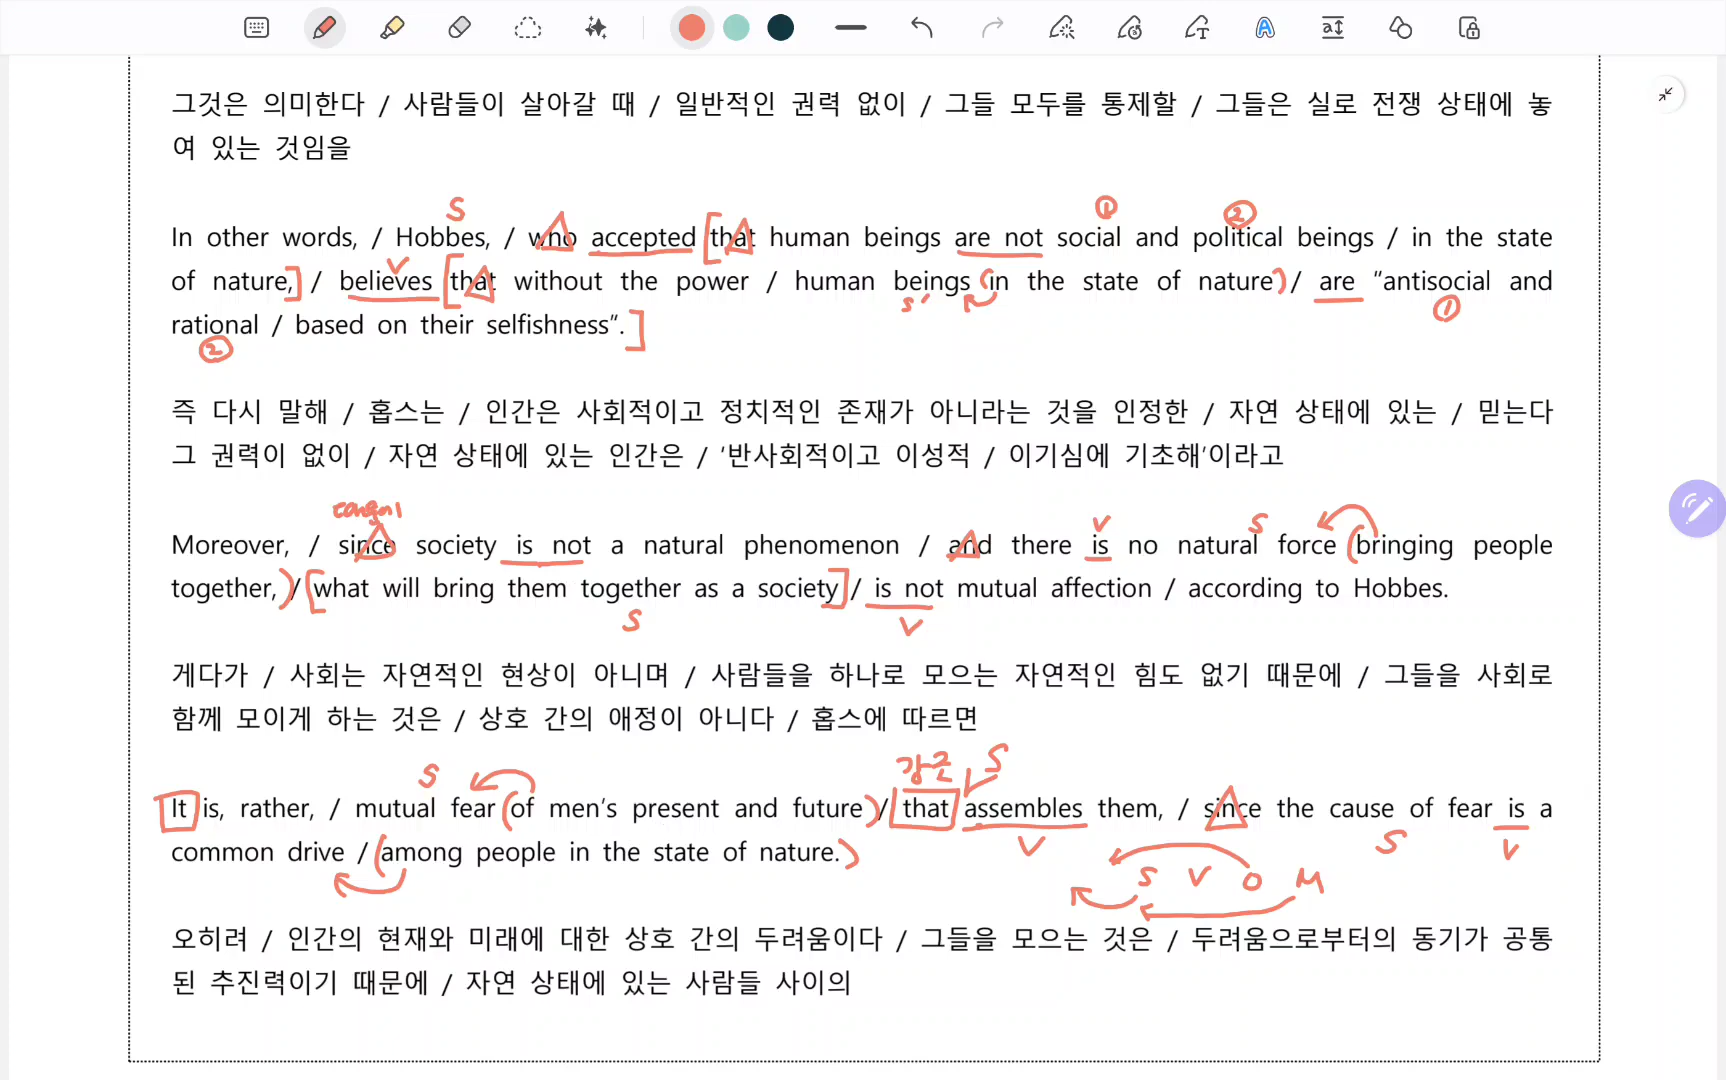 그것은 의미한다 / 사람들이 살아갈 때 / 일반적인 권력 없이 / 그들 모두를 통제할 / 그들은 실로 전쟁 상태에 놓
여 있는 것임을
S ① ②
In other words, / Hobbes, / who accepted [that human beings are not social and political beings / in the state
V
of nature,] / believes [that without the power / human beings (in the state of nature) / are “antisocial and
S' ①
rational / based on their selfishness”.]
②
즉 다시 말해 / 홉스는 / 인간은 사회적이고 정치적인 존재가 아니라는 것을 인정한 / 자연 상태에 있는 / 믿는다
그 권력이 없이 / 자연 상태에 있는 인간은 / ‘반사회적이고 이성적 / 이기심에 기초해’이라고
V S
Moreover, / since society is not a natural phenomenon / and there is no natural force (bringing people
together,) / [what will bring them together as a society] / is not mutual affection / according to Hobbes.
S V
게다가 / 사회는 자연적인 현상이 아니며 / 사람들을 하나로 모으는 자연적인 힘도 없기 때문에 / 그들을 사회로
함께 모이게 하는 것은 / 상호 간의 애정이 아니다 / 홉스에 따르면
S 강조 S
It is, rather, / mutual fear (of men’s present and future) / that assembles them, / since the cause of fear is a
V S V
common drive / (among people in the state of nature.)
S V O M
오히려 / 인간의 현재와 미래에 대한 상호 간의 두려움이다 / 그들을 모으는 것은 / 두려움으로부터의 동기가 공통
된 추진력이기 때문에 / 자연 상태에 있는 사람들 사이의